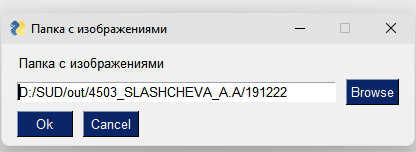 Папка с изображениями
Папка с изображениями
D:/SUD/out/4503_SLASHCHEVA_A.A/191222
Browse
Ok
Cancel